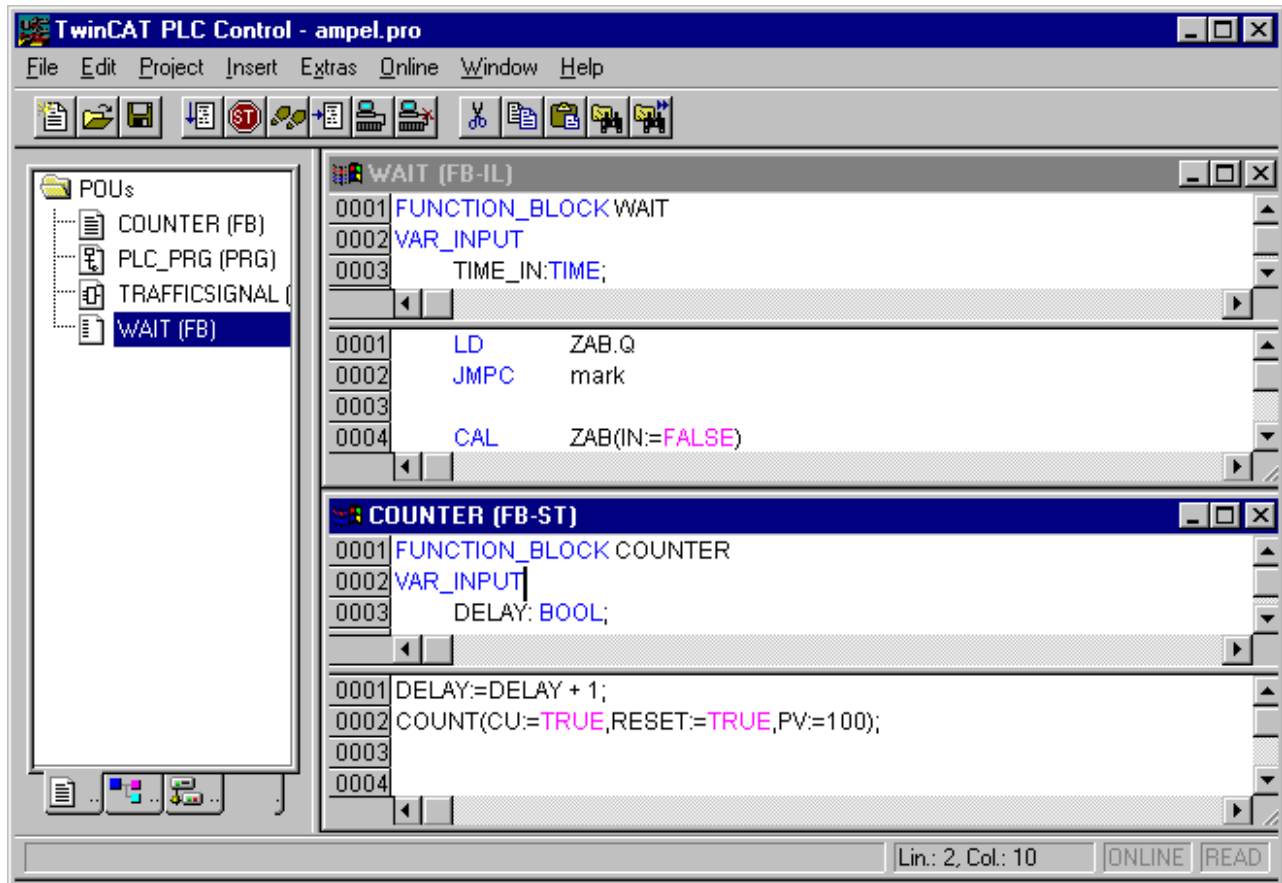 TwinCAT PLC Control - ampel.pro
File Edit Project Insert Extras Online Window Help
ST
POUs
COUNTER (FB)
PLC_PRG (PRG)
TRAFFICSIGNAL (
WAIT (FB)
WAIT (FB-IL)
0001 FUNCTION_BLOCK WAIT
0002 VAR_INPUT
0003 TIME_IN:TIME;
0001 LD ZAB.Q
0002 JMPC mark
0003
0004 CAL ZAB(IN:=FALSE)
COUNTER (FB-ST)
0001 FUNCTION_BLOCK COUNTER
0002 VAR_INPUT
0003 DELAY: BOOL;
0001 DELAY:=DELAY + 1;
0002 COUNT(CU:=TRUE,RESET:=TRUE,PV:=100);
0003
0004
.. .. .. .
Lin.: 2, Col.: 10 ONLINE READ